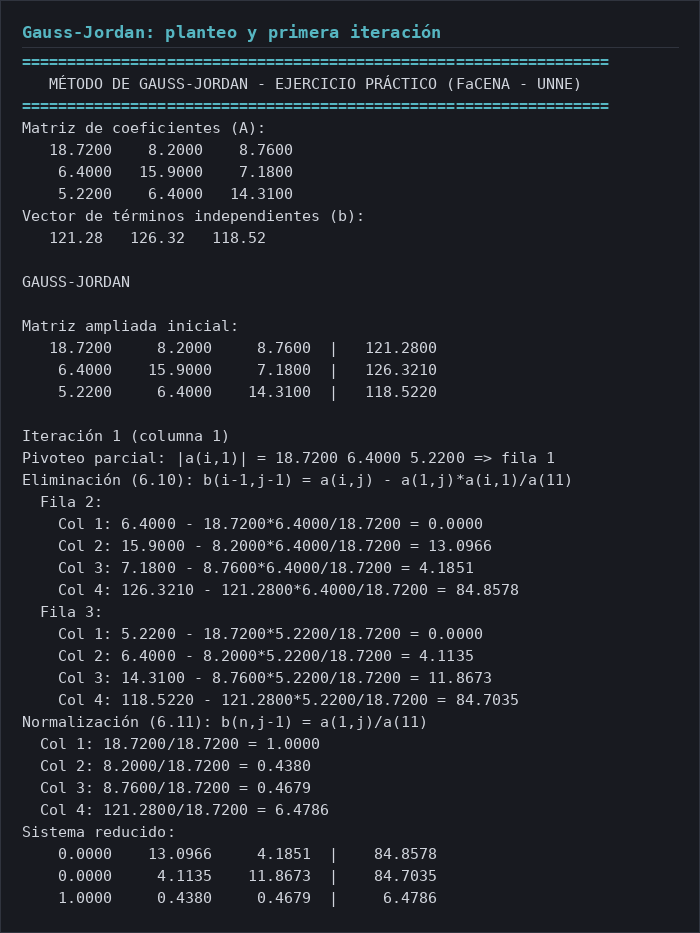 Gauss-Jordan: planteo y primera iteración
=================================================================
   MÉTODO DE GAUSS-JORDAN - EJERCICIO PRÁCTICO (FaCENA - UNNE)
=================================================================
Matriz de coeficientes (A):
   18.7200    8.2000    8.7600
    6.4000   15.9000    7.1800
    5.2200    6.4000   14.3100
Vector de términos independientes (b):
   121.28   126.32   118.52

GAUSS-JORDAN

Matriz ampliada inicial:
   18.7200     8.2000     8.7600  |   121.2800
    6.4000    15.9000     7.1800  |   126.3210
    5.2200     6.4000    14.3100  |   118.5220

Iteración 1 (columna 1)
Pivoteo parcial: |a(i,1)| = 18.7200 6.4000 5.2200 => fila 1
Eliminación (6.10): b(i-1,j-1) = a(i,j) - a(1,j)*a(i,1)/a(11)
  Fila 2:
    Col 1: 6.4000 - 18.7200*6.4000/18.7200 = 0.0000
    Col 2: 15.9000 - 8.2000*6.4000/18.7200 = 13.0966
    Col 3: 7.1800 - 8.7600*6.4000/18.7200 = 4.1851
    Col 4: 126.3210 - 121.2800*6.4000/18.7200 = 84.8578
  Fila 3:
    Col 1: 5.2200 - 18.7200*5.2200/18.7200 = 0.0000
    Col 2: 6.4000 - 8.2000*5.2200/18.7200 = 4.1135
    Col 3: 14.3100 - 8.7600*5.2200/18.7200 = 11.8673
    Col 4: 118.5220 - 121.2800*5.2200/18.7200 = 84.7035
Normalización (6.11): b(n,j-1) = a(1,j)/a(11)
  Col 1: 18.7200/18.7200 = 1.0000
  Col 2: 8.2000/18.7200 = 0.4380
  Col 3: 8.7600/18.7200 = 0.4679
  Col 4: 121.2800/18.7200 = 6.4786
Sistema reducido:
    0.0000    13.0966     4.1851  |    84.8578
    0.0000     4.1135    11.8673  |    84.7035
    1.0000     0.4380     0.4679  |     6.4786